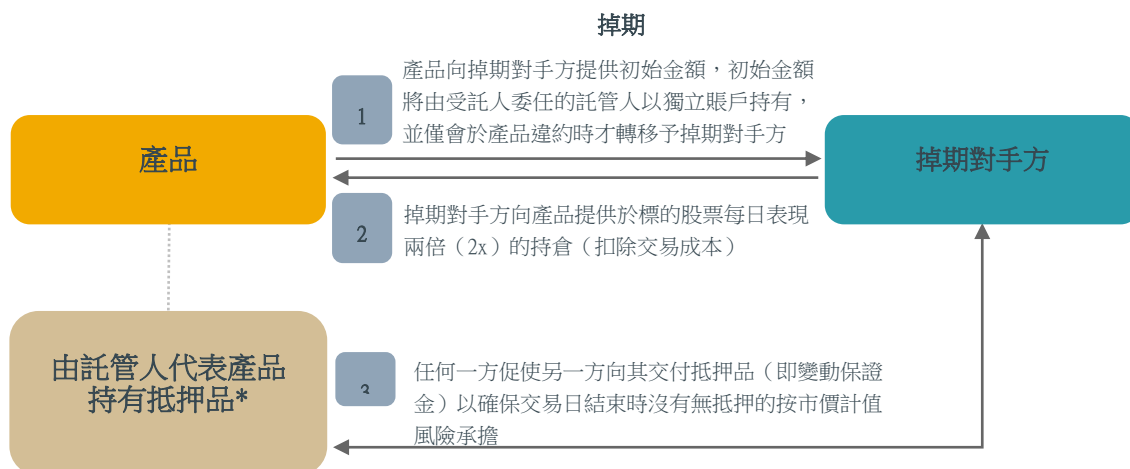 掉期
產品向掉期對手方提供初始金額，初始金額
將由受託人委任的託管人以獨立賬戶持有，
並僅會於產品違約時才轉移予掉期對手方
1
產品
掉期對手方
2
掉期對手方向產品提供於標的股票每日表現
兩倍（2x）的持倉（扣除交易成本）
由託管人代表產品
持有抵押品*
3
任何一方促使另一方向其交付抵押品（即變動保證
金）以確保交易日結束時沒有無抵押的按市價計值
風險承擔